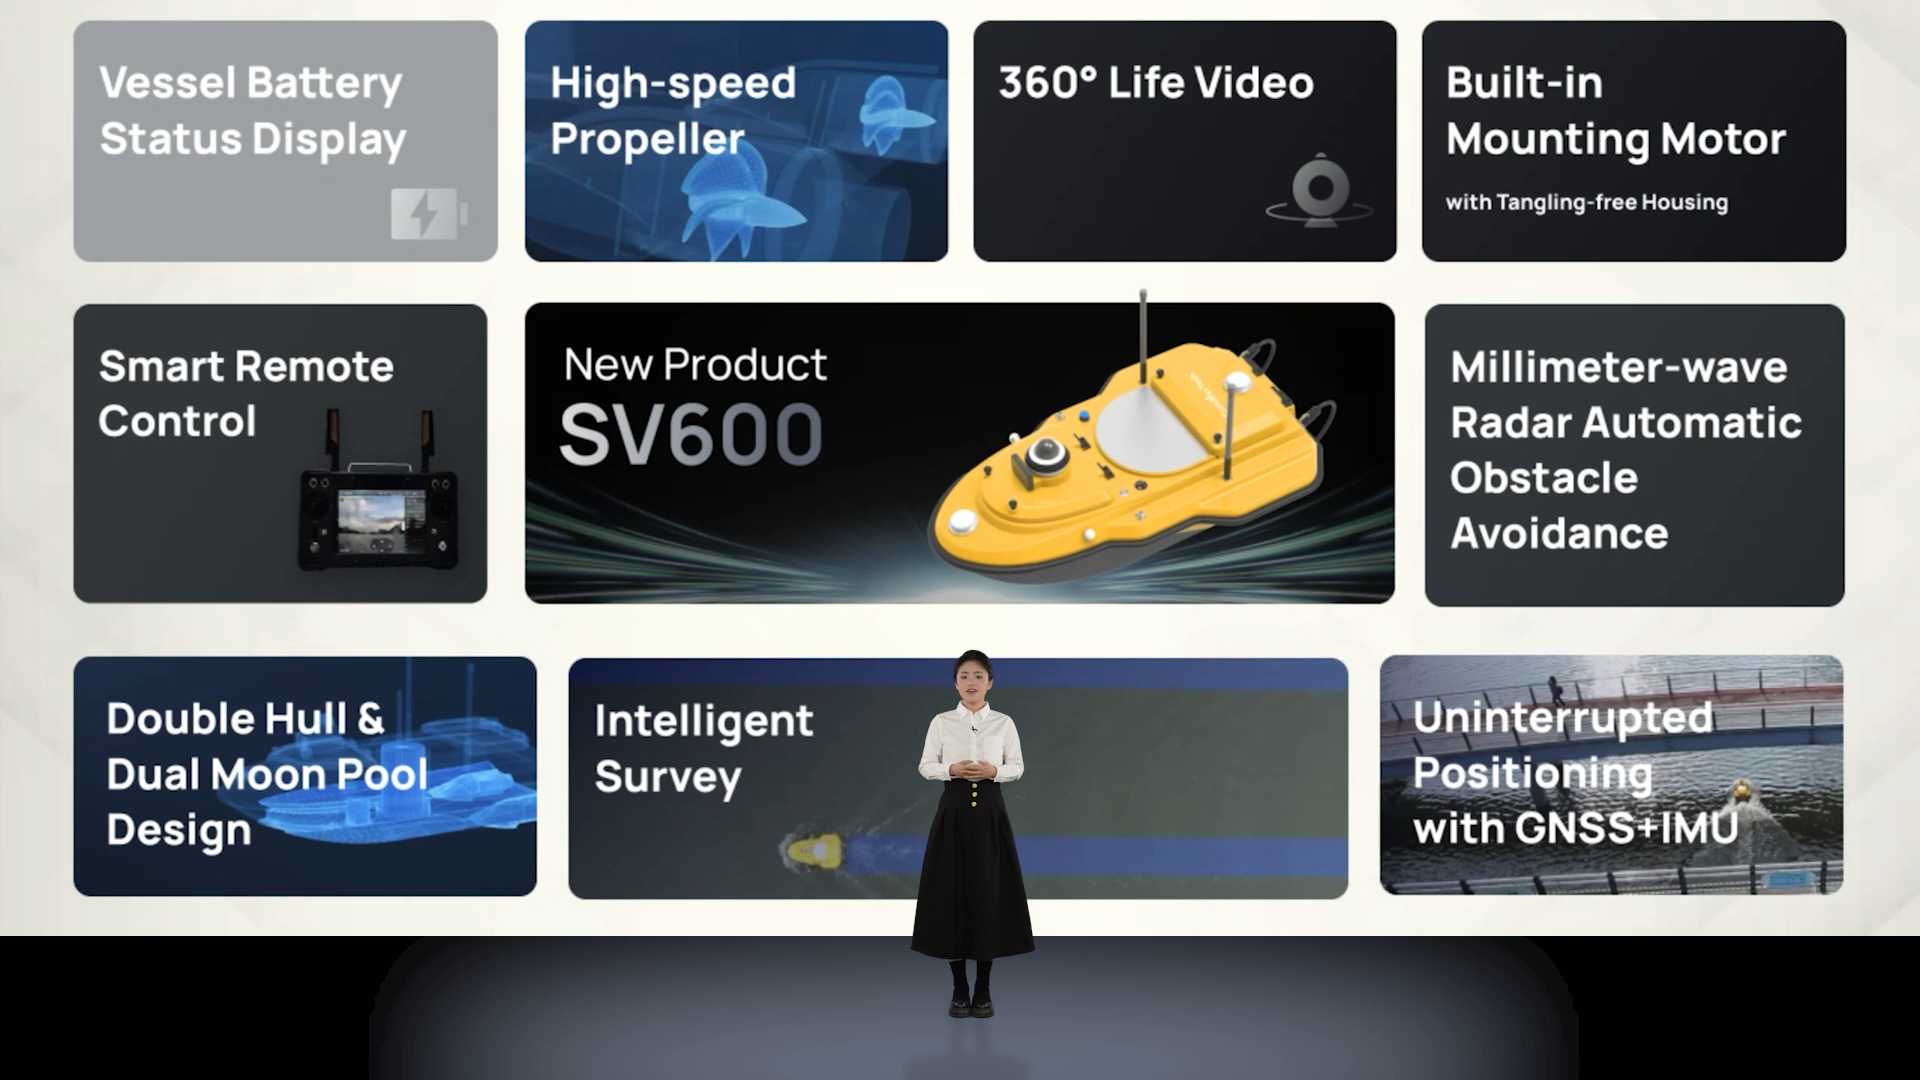 Vessel Battery
Status Display
High-speed
Propeller
360° Life Video
Built-in
Mounting Motor
with Tangling-free Housing
Smart Remote
Control
New Product
SV600
Millimeter-wave
Radar Automatic
Obstacle
Avoidance
Double Hull &
Dual Moon Pool
Design
Intelligent
Survey
Uninterrupted
Positioning
with GNSS+IMU